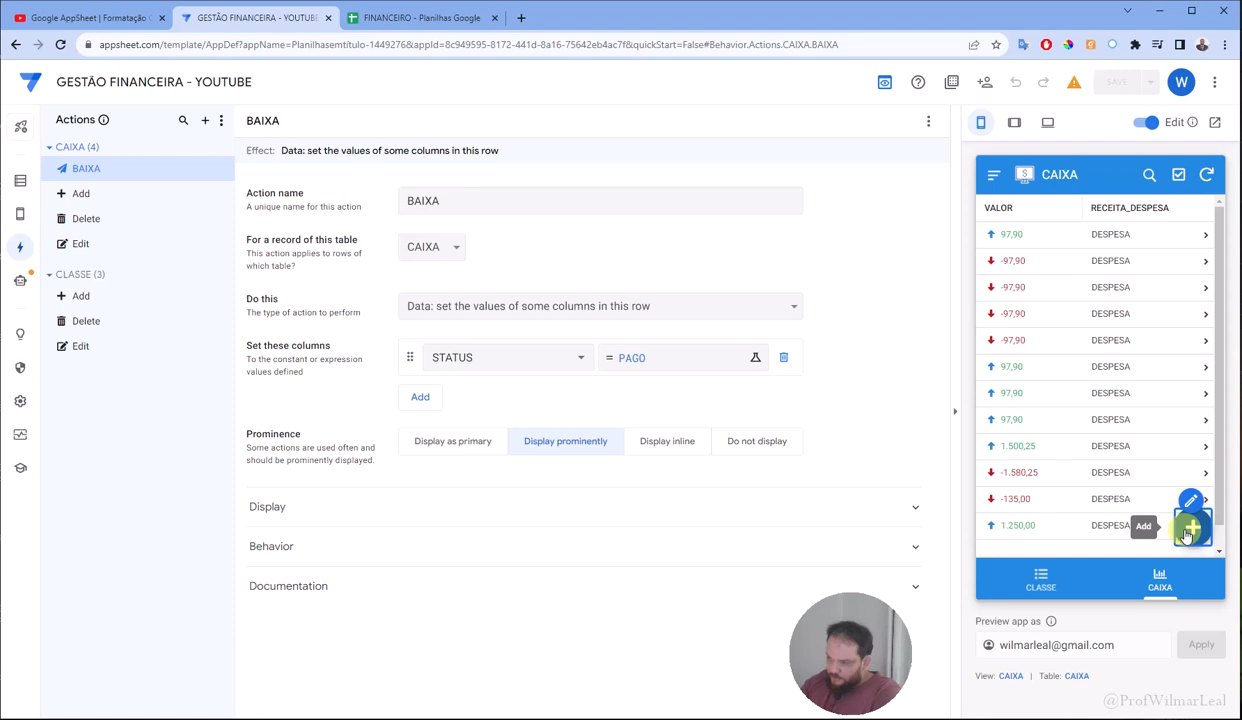 Google AppSheet | Formatação C
GESTÃO FINANCEIRA - YOUTUBE
FINANCEIRO - Planilhas Google
appsheet.com/template/AppDef?appName=Planilhasemtítulo-1449276&appId=8c949595-8172-441d-8a16-75642eb4ac7f&quickStart=False#Behavior.Actions.CAIXA.BAIXA
GESTÃO FINANCEIRA - YOUTUBE
SAVE
W
Actions
CAIXA (4)
BAIXA
Add
Delete
Edit
CLASSE (3)
Add
Delete
Edit
BAIXA
Effect: Data: set the values of some columns in this row
Action name
A unique name for this action
BAIXA
For a record of this table
This action applies to rows of
which table?
CAIXA
Do this
The type of action to perform
Data: set the values of some columns in this row
Set these columns
To the constant or expression
values defined
STATUS
= PAGO
Add
Prominence
Some actions are used often and
should be prominently displayed.
Display as primary
Display prominently
Display inline
Do not display
Display
Behavior
Documentation
Edit
CAIXA
VALOR RECEITA_DESPESA
97,90 DESPESA
-97,90 DESPESA
-97,90 DESPESA
-97,90 DESPESA
-97,90 DESPESA
97,90 DESPESA
97,90 DESPESA
97,90 DESPESA
1.500,25 DESPESA
-1.580,25 DESPESA
-135,00 DESPESA
1.250,00 DESPESA
Add
CLASSE
CAIXA
Preview app as
wilmarleal@gmail.com
Apply
View: CAIXA | Table: CAIXA
@ProfWilmarLeal